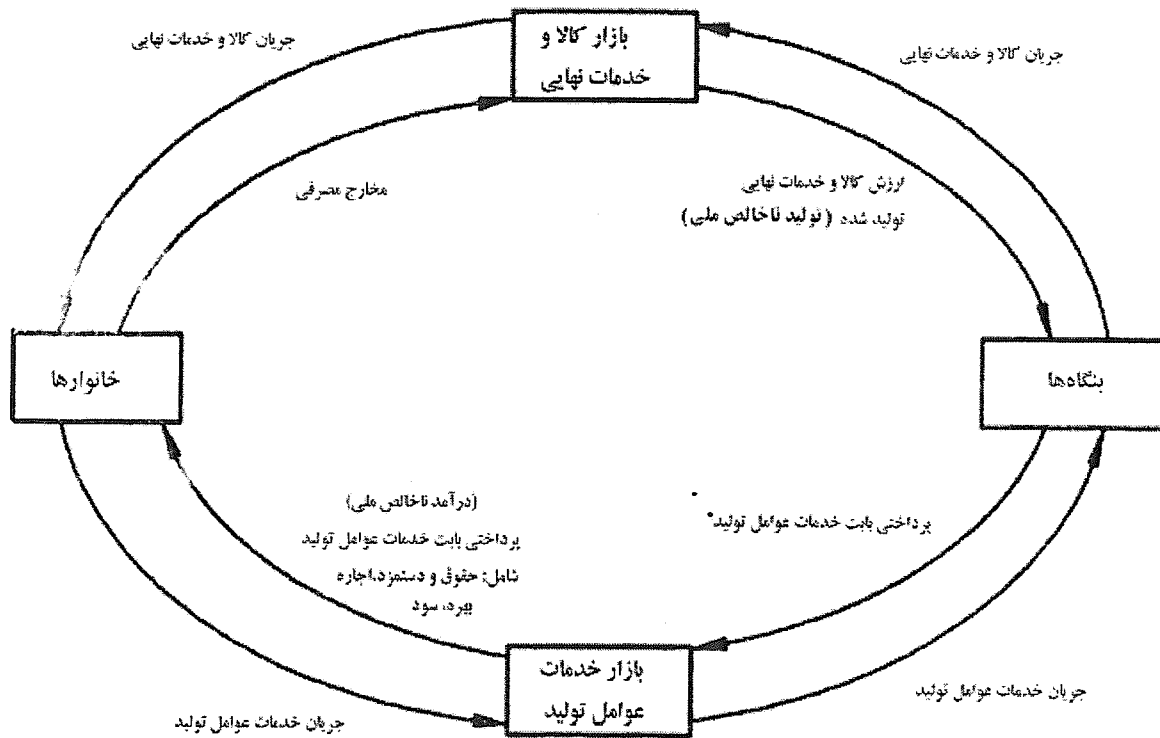 بازار کالا و
خدمات نهایی
جریان کالا و خدمات نهایی
جریان کالا و خدمات نهایی
مخارج مصرفی
ارزش کالا و خدمات نهایی
تولید شده (تولید ناخالص ملی)
بنگاه‌ها
خانوارها
(درآمد ناخالص ملی)
پرداختی بابت خدمات عوامل تولید
شامل: حقوق و دستمزد، اجاره
بهره، سود
پرداختی بابت خدمات عوامل تولید
بازار خدمات
عوامل تولید
جریان خدمات عوامل تولید
جریان خدمات عوامل تولید